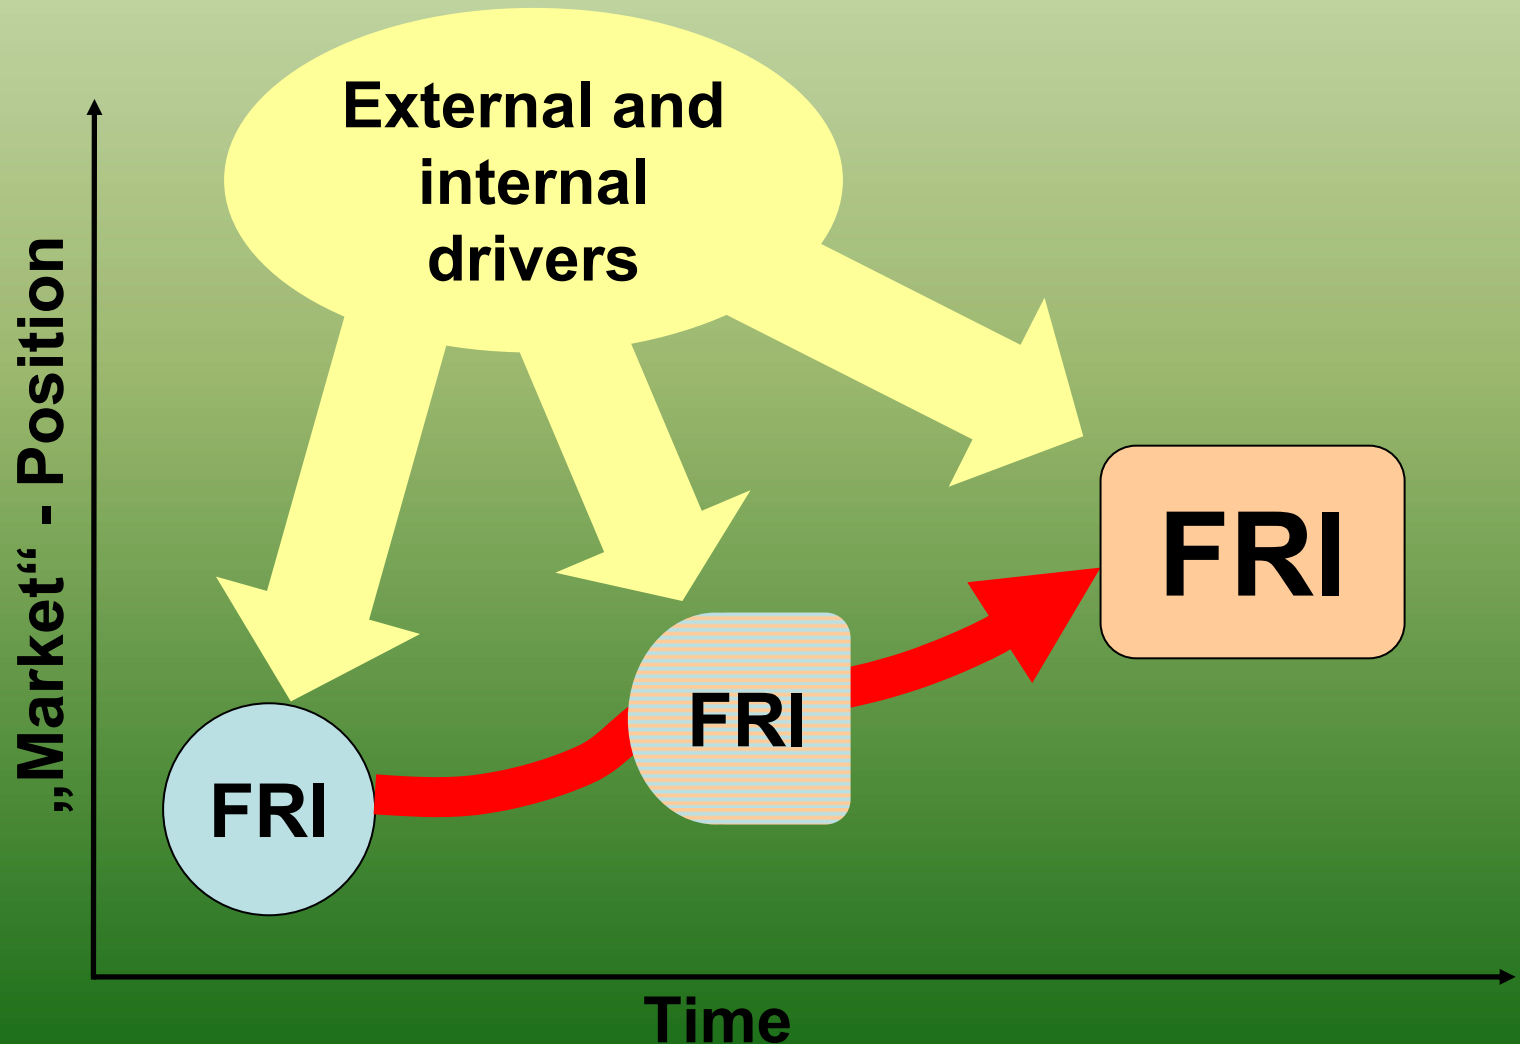 External and
internal
drivers
„Market“ - Position
FRI
FRI
FRI
Time